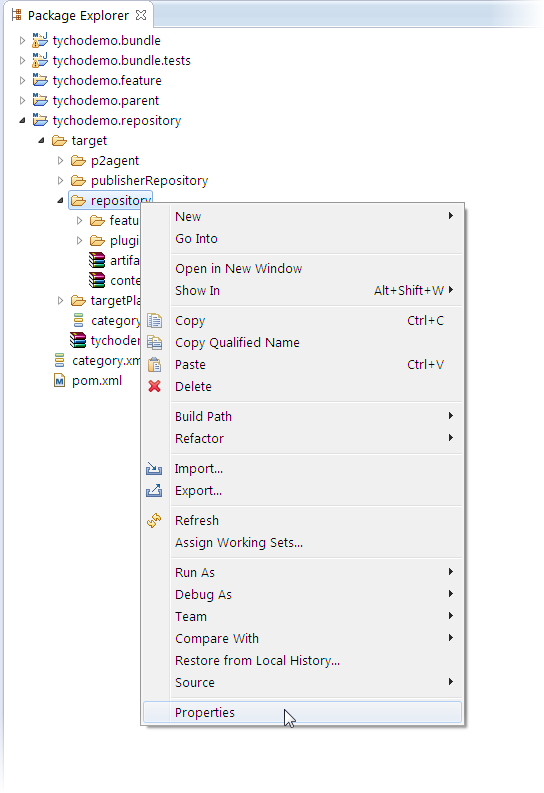 Package Explorer
tychodemo.bundle
tychodemo.bundle.tests
tychodemo.feature
tychodemo.parent
tychodemo.repository
target
p2agent
publisherRepository
repository
featu
plugi
artifa
conte
targetPla
category
tychoden
category.xm
pom.xml
New
Go Into
Open in New Window
Show In Alt+Shift+W
Copy Ctrl+C
Copy Qualified Name
Paste Ctrl+V
Delete
Build Path
Refactor
Import...
Export...
Refresh
Assign Working Sets...
Run As
Debug As
Team
Compare With
Restore from Local History...
Source
Properties